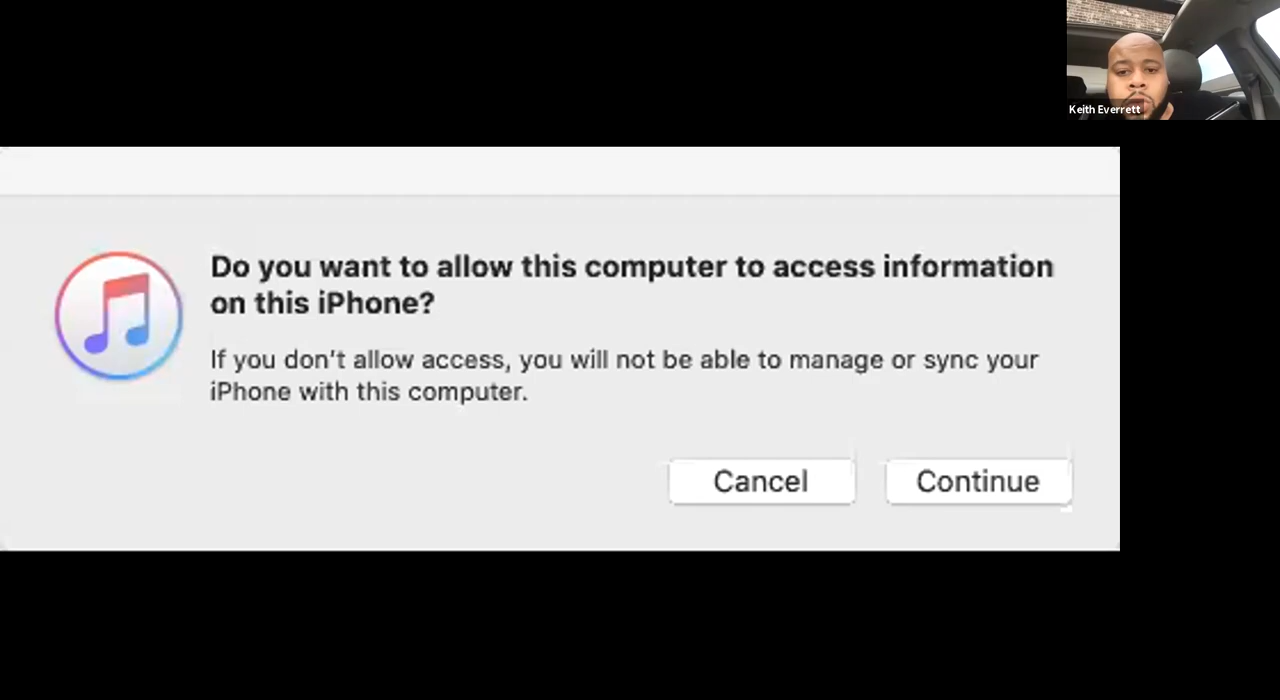 Keith Everrett
Do you want to allow this computer to access information
on this iPhone?
If you don't allow access, you will not be able to manage or sync your
iPhone with this computer.
Cancel
Continue